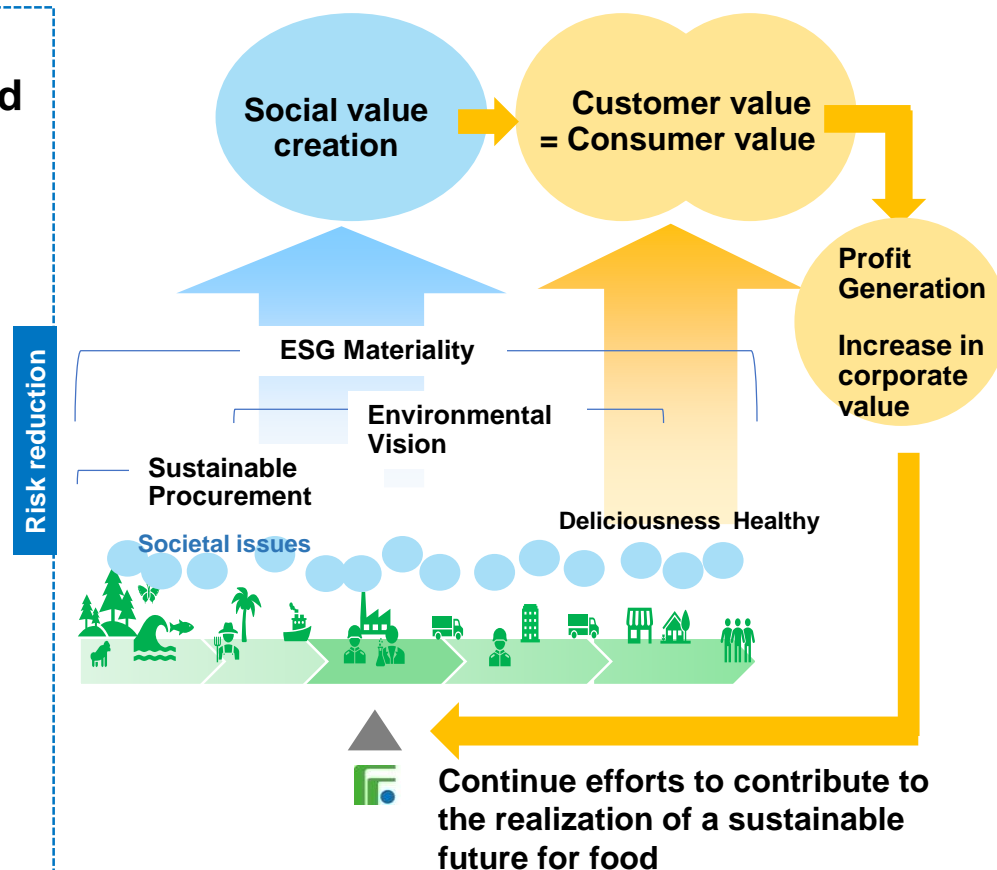 Social value
creation
Customer value
= Consumer value
Profit
Generation
Increase in
corporate
value
Risk reduction
ESG Materiality
Environmental
Vision
Sustainable
Procurement
Societal issues
Deliciousness Healthy
Continue efforts to contribute to
the realization of a sustainable
future for food